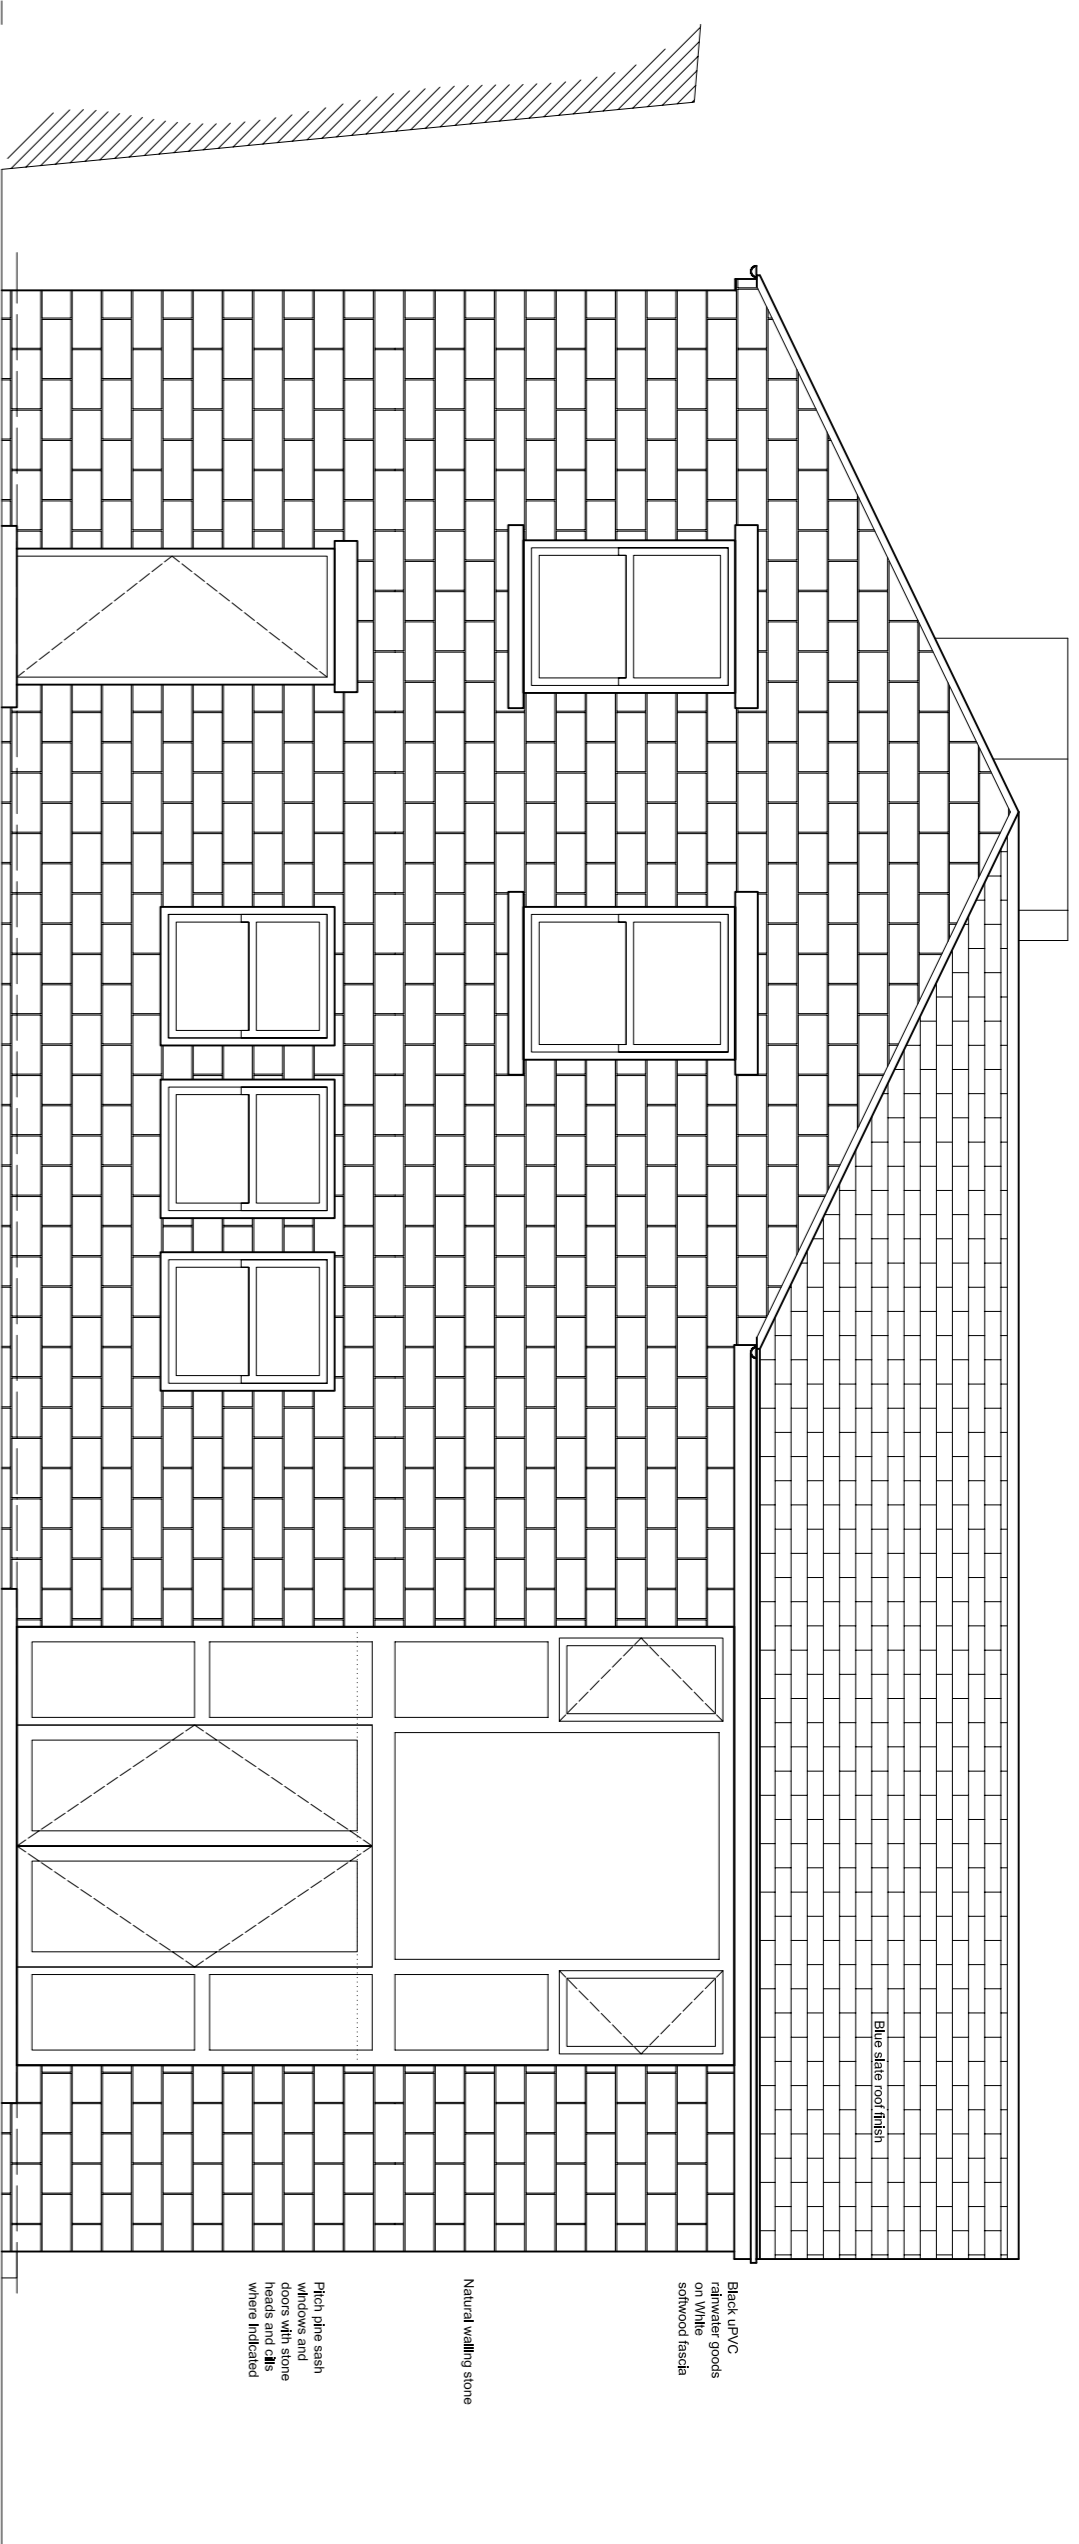 Blue slate roof finish
Black uPVC
rainwater goods
on White
softwood fascia
Natural walling stone
Pitch pine sash
windows and
doors with stone
heads and cills
where indicated